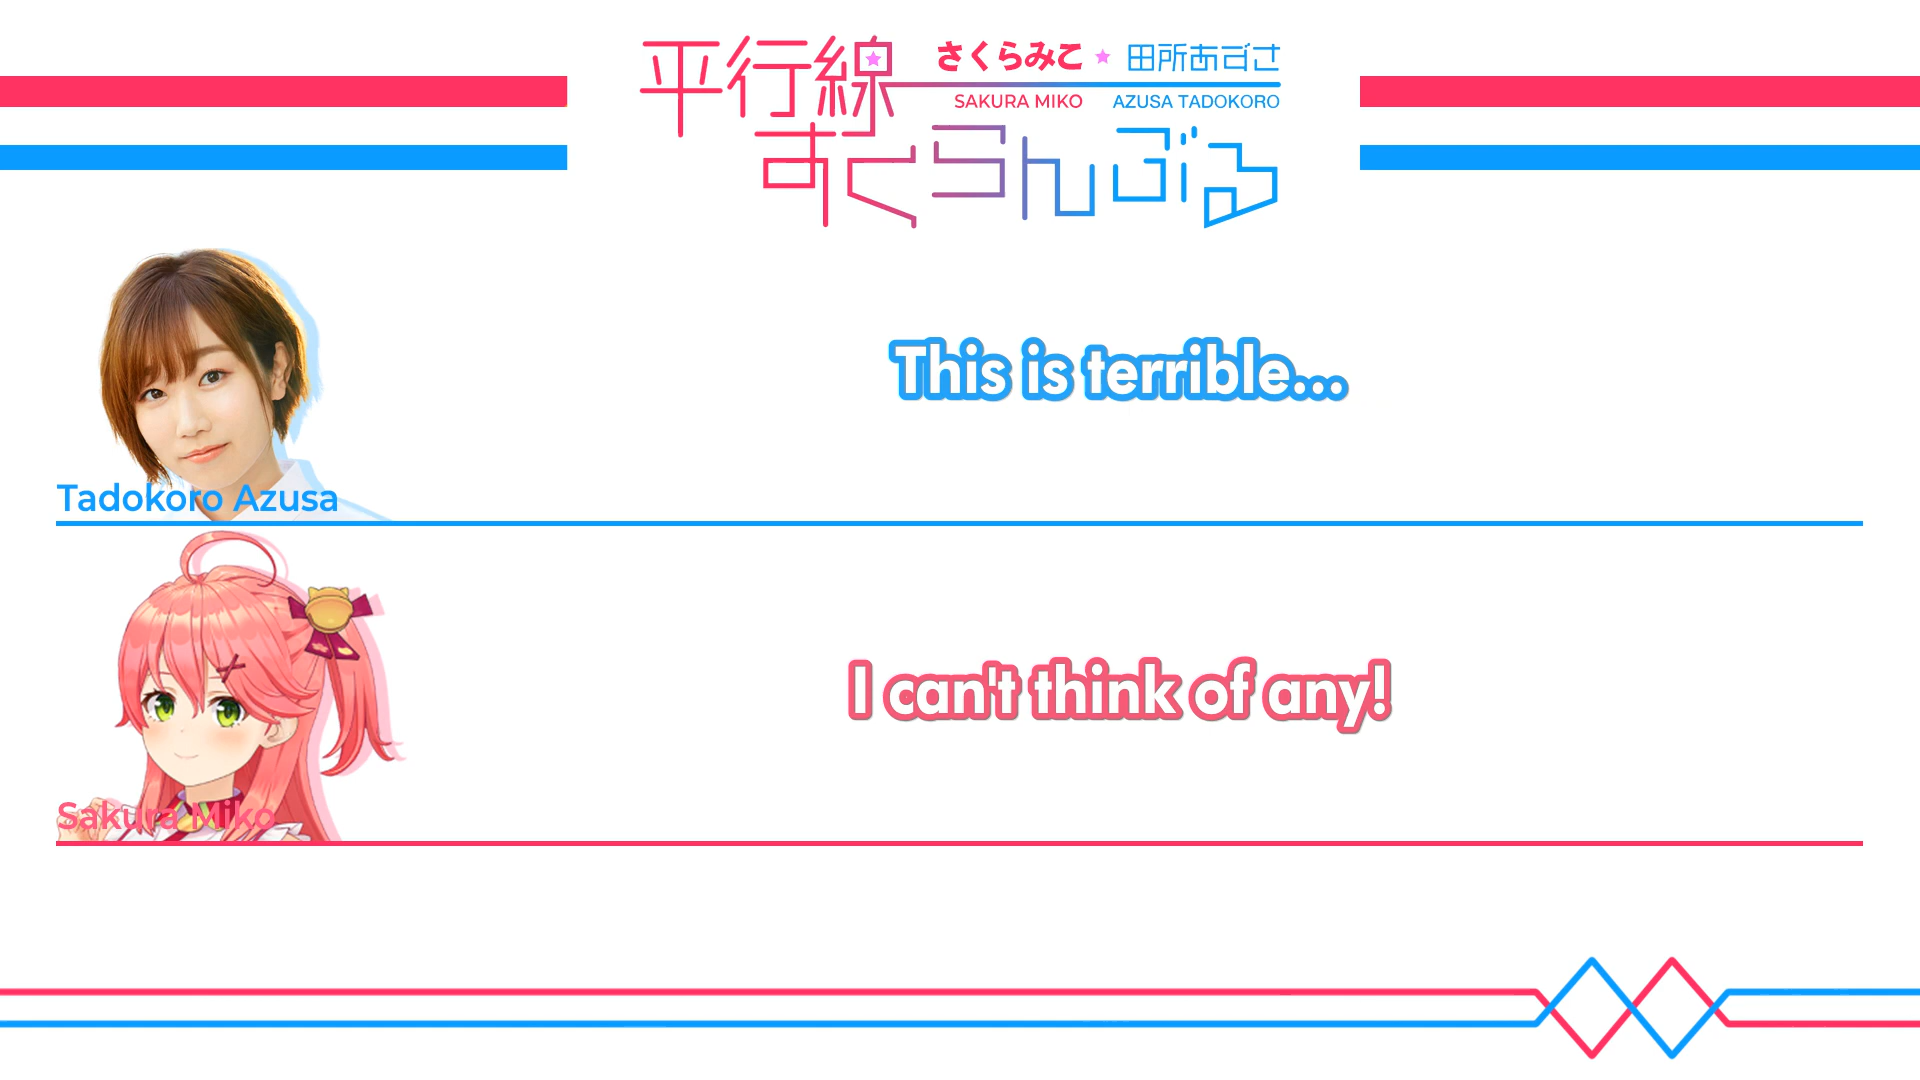 平行線
さくらみこ★田所あずさ
SAKURA MIKO AZUSA TADOKORO
すくらんぶる
This is terrible...
Tadokoro Azusa
I can't think of any!
Sakura Miko